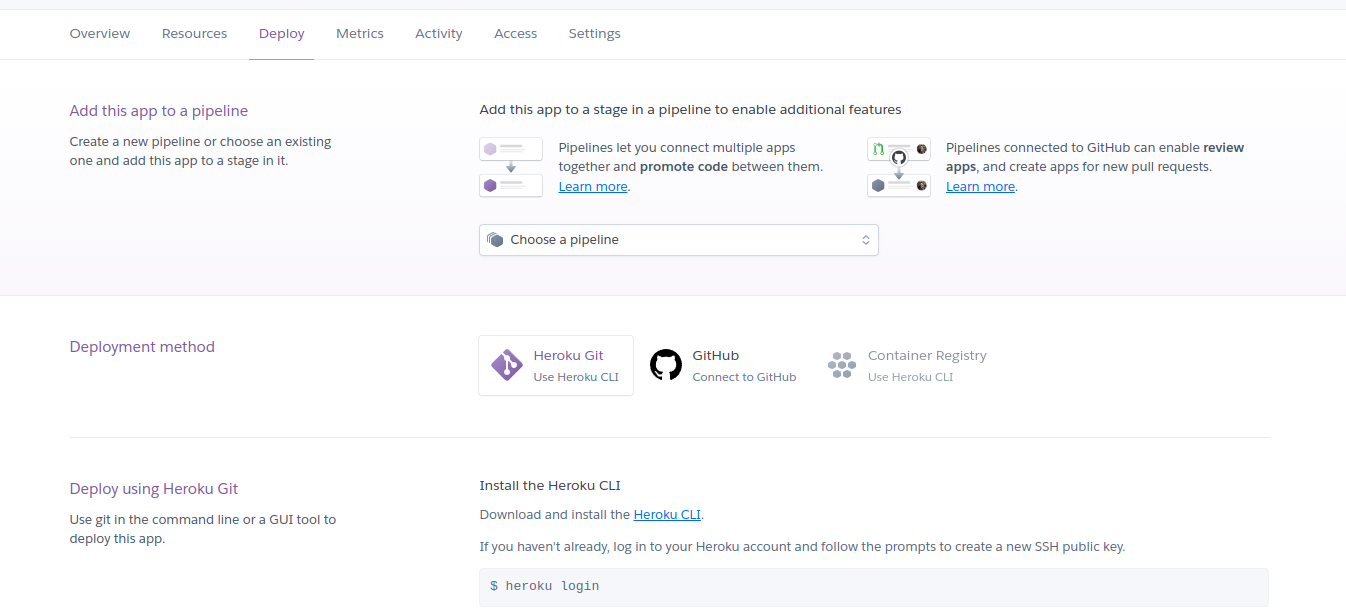 Overview Resources Deploy Metrics Activity Access Settings
Add this app to a pipeline
Create a new pipeline or choose an existing
one and add this app to a stage in it.
Add this app to a stage in a pipeline to enable additional features
Pipelines let you connect multiple apps
together and promote code between them.
Learn more.
Pipelines connected to GitHub can enable review
apps, and create apps for new pull requests.
Learn more.
Choose a pipeline
Deployment method
Heroku Git
Use Heroku CLI
GitHub
Connect to GitHub
Container Registry
Use Heroku CLI
Deploy using Heroku Git
Use git in the command line or a GUI tool to
deploy this app.
Install the Heroku CLI
Download and install the Heroku CLI.
If you haven't already, log in to your Heroku account and follow the prompts to create a new SSH public key.
$ heroku login